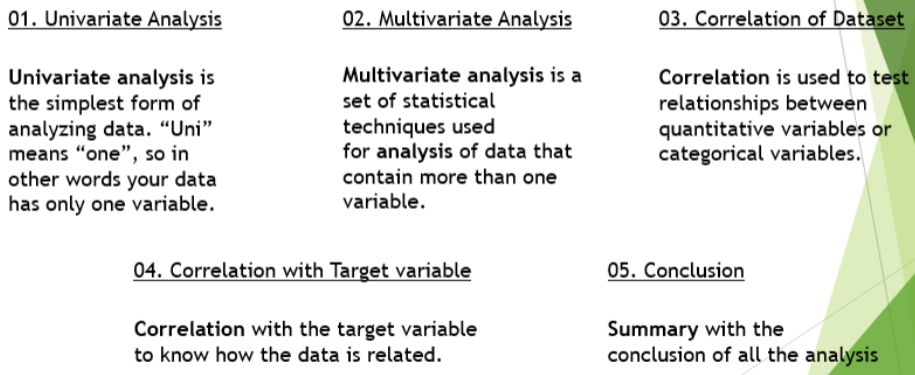 01. Univariate Analysis
Univariate analysis is
the simplest form of
analyzing data. “Uni”
means “one”, so in
other words your data
has only one variable.
02. Multivariate Analysis
Multivariate analysis is a
set of statistical
techniques used
for analysis of data that
contain more than one
variable.
03. Correlation of Dataset
Correlation is used to test
relationships between
quantitative variables or
categorical variables.
04. Correlation with Target variable
Correlation with the target variable
to know how the data is related.
05. Conclusion
Summary with the
conclusion of all the analysis